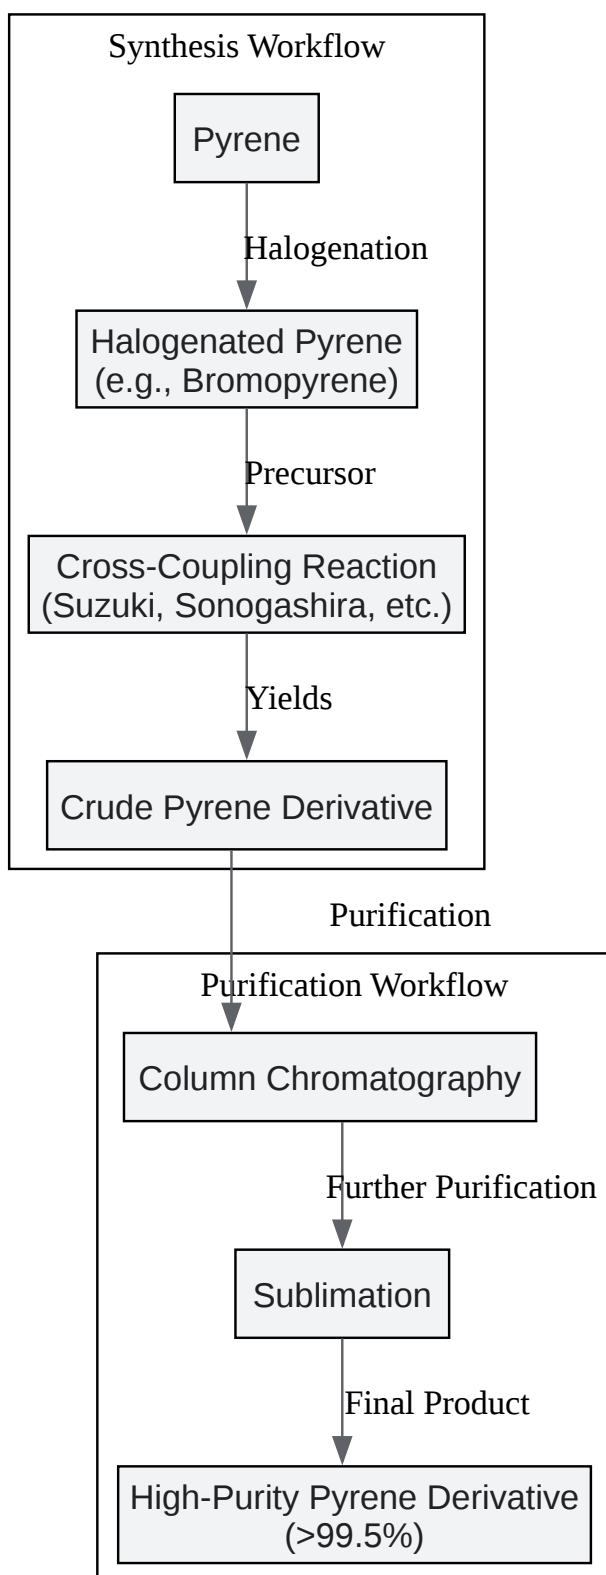 Synthesis Workflow
Pyrene
Halogenation
Halogenated Pyrene
(e.g., Bromopyrene)
Precursor
Cross-Coupling Reaction
(Suzuki, Sonogashira, etc.)
Yields
Crude Pyrene Derivative
Purification
Purification Workflow
Column Chromatography
Further Purification
Sublimation
Final Product
High-Purity Pyrene Derivative
(>99.5%)